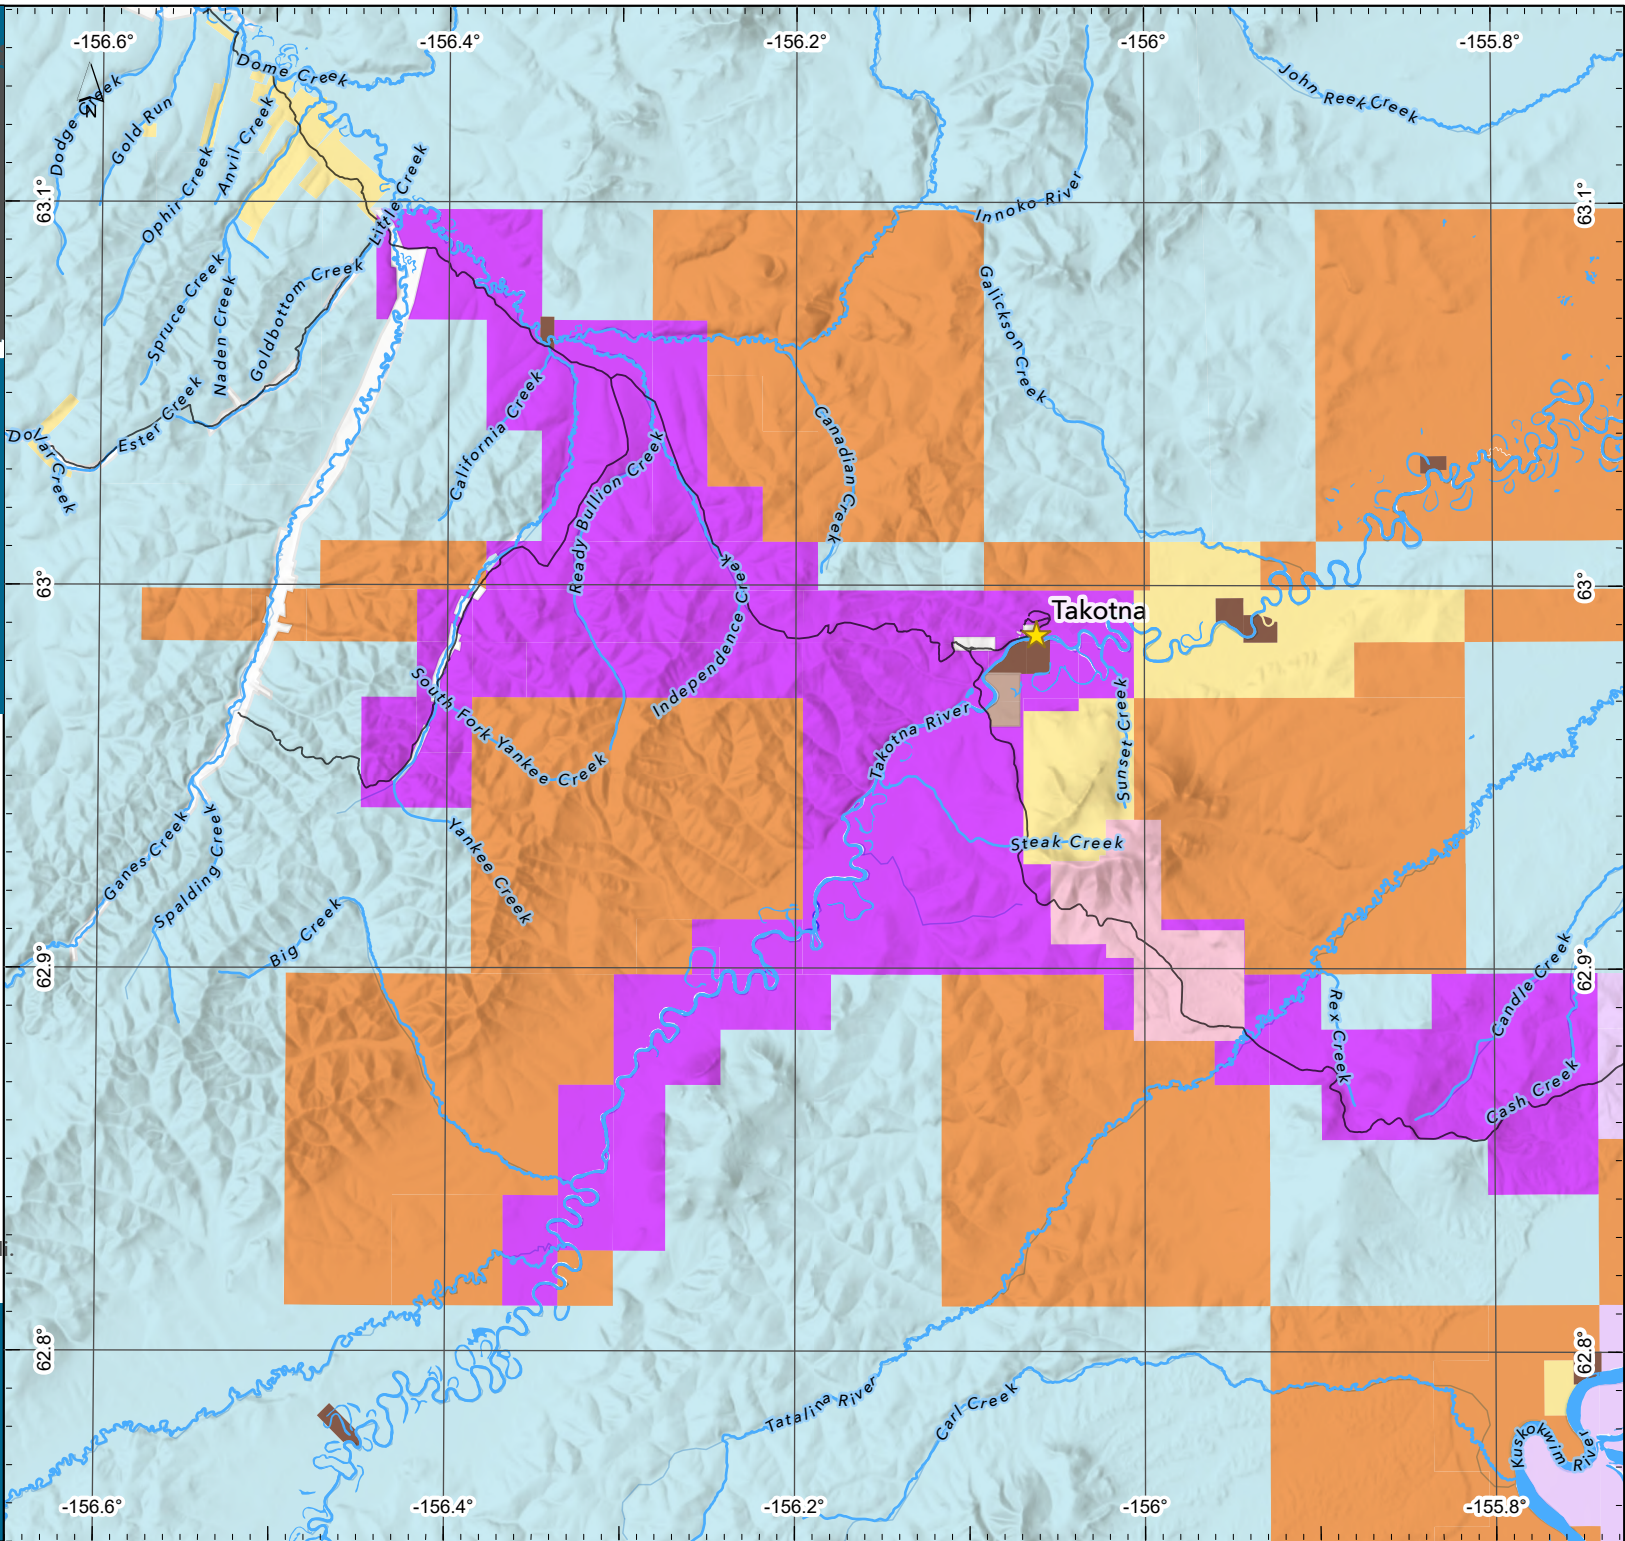 -156.6°
-156.4°
-156.2°
-156°
-155.8°
Dome Creek
John Reek Creek
Dodge Creek
N
Gold Run
Anvil Creek
Ophir Creek
Little Creek
63.1°
63.1°
Innoko River
Spruce Creek
Naden Creek
Goldbottom Creek
Galickson Creek
California Creek
Canadian Creek
Ester Creek
Dollar Creek
Ready Bullion Creek
63°
63°
Independence Creek
Takotna
South Fork Yankee Creek
Takotna River
Sunset Creek
Ganes Creek
Spalding Creek
Yankee Creek
Steak Creek
Big Creek
62.9°
62.9°
Rex Creek
Candle Creek
Cash Creek
62.8°
62.8°
Tatalina River
Carl Creek
Kuskokwim River
-156.6°
-156.4°
-156.2°
-156°
-155.8°